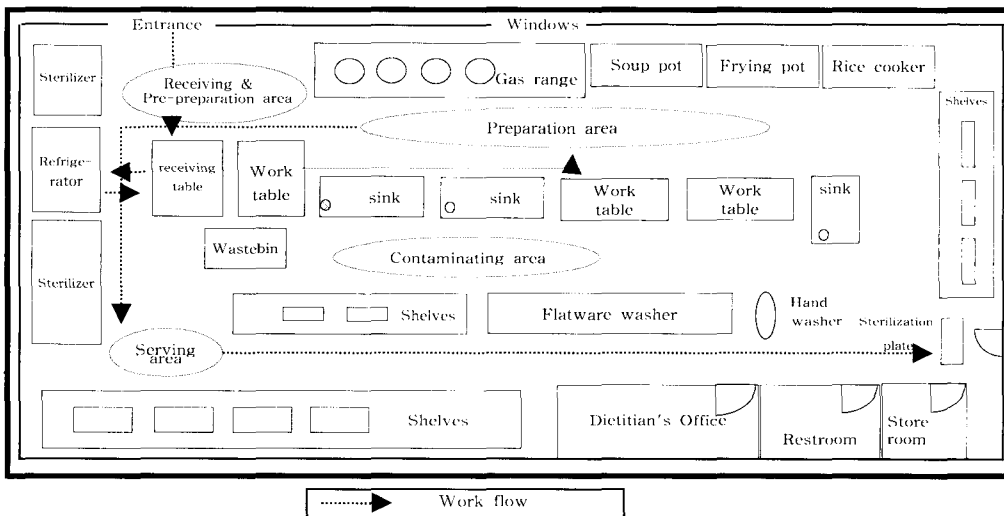 Entrance
Windows
Sterilizer
Receiving &
Pre-preparation area
Gas range
Soup pot
Frying pot
Rice cooker
Shelves
Preparation area
Refrige-
rator
receiving
table
Work
table
sink
sink
Work
table
Work
table
sink
Wastebin
Contaminating area
Sterilizer
Shelves
Flatware washer
Hand
washer
Sterilization
plate
Serving
area
Shelves
Dietitian's Office
Restroom
Store
room
Work flow